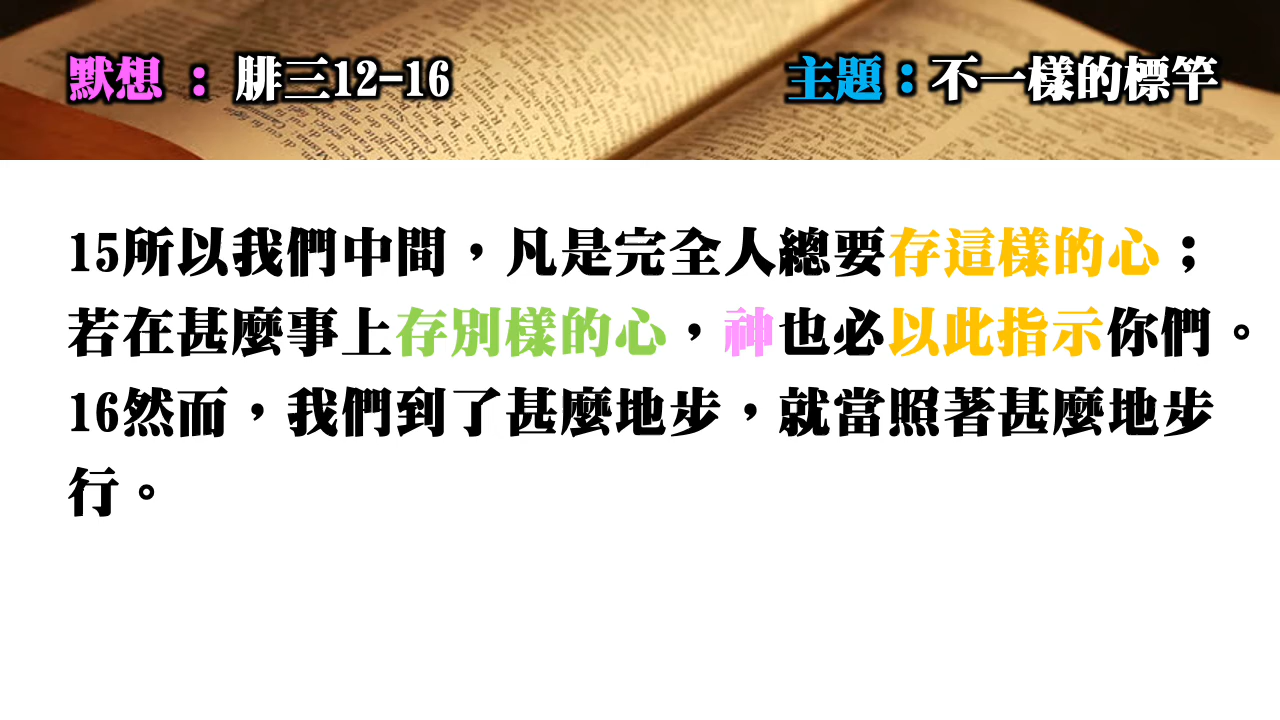 默想 : 腓三12-16 主題：不一樣的標竿
15所以我們中間，凡是完全人總要存這樣的心；
若在甚麼事上存別樣的心，神也必以此指示你們。
16然而，我們到了甚麼地步，就當照著甚麼地步
行。